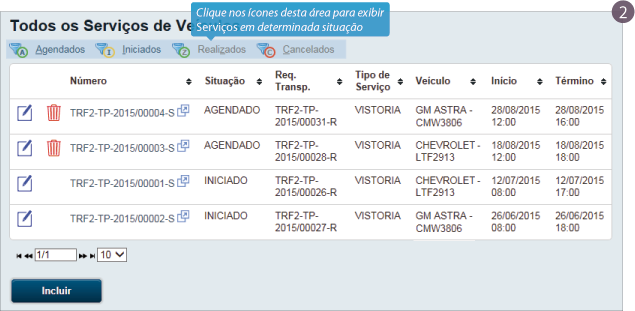 Clique nos ícones desta área para exibir
Serviços em determinada situação
2
Todos os Serviços de Ve
Agendados Iniciados Realizados Cancelados
Número Situação Req. Transp. Tipo de Serviço Veículo Início Término
TRF2-TP-2015/00004-S AGENDADO TRF2-TP- VISTORIA GM ASTRA - 28/08/2015 28/08/2015
2015/00031-R CMW3806 12:00 16:00
TRF2-TP-2015/00003-S AGENDADO TRF2-TP- VISTORIA CHEVROLET - 18/08/2015 18/08/2015
2015/00028-R LTF2913 12:00 18:00
TRF2-TP-2015/00001-S INICIADO TRF2-TP- VISTORIA CHEVROLET - 12/07/2015 12/07/2015
2015/00026-R LTF2913 08:00 17:00
TRF2-TP-2015/00002-S INICIADO TRF2-TP- VISTORIA GM ASTRA - 26/06/2015 26/06/2015
2015/00027-R CMW3806 08:00 18:00
1/1 10
Incluir